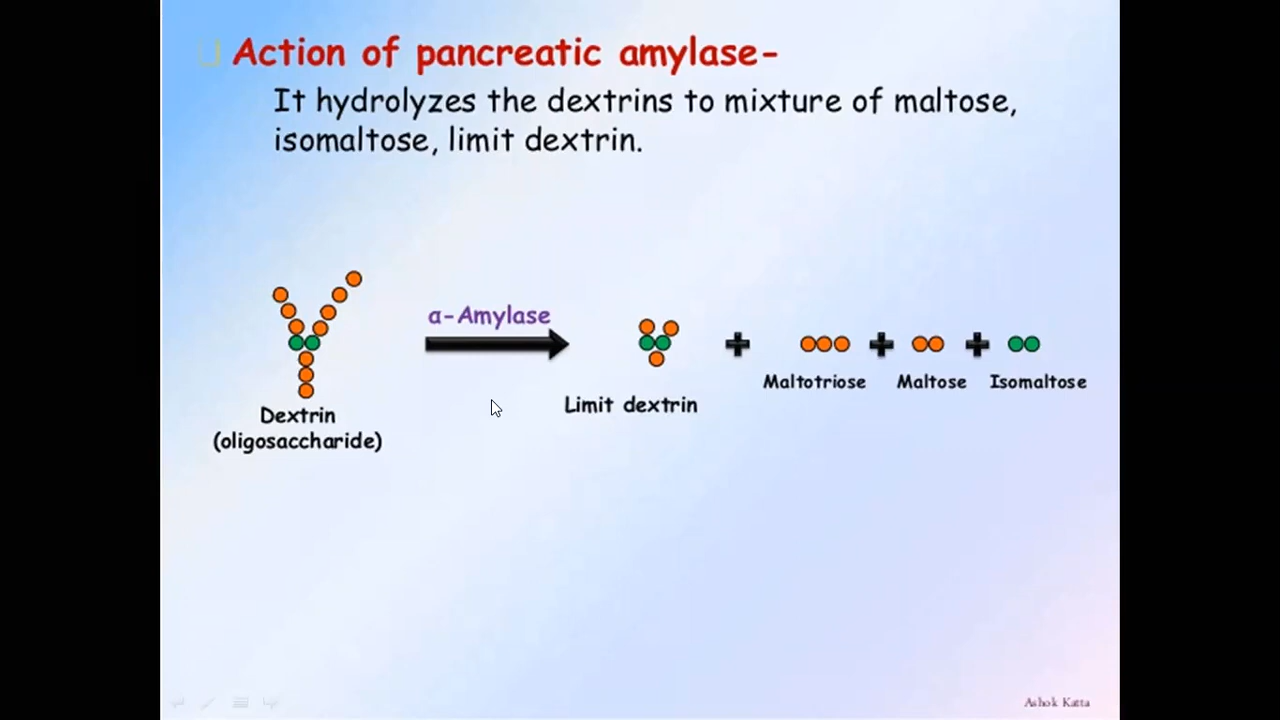 Action of pancreatic amylase-
It hydrolyzes the dextrins to mixture of maltose,
isomaltose, limit dextrin.
α-Amylase
Maltotriose
Maltose
Isomaltose
Limit dextrin
Dextrin
(oligosaccharide)
Ashok Katta